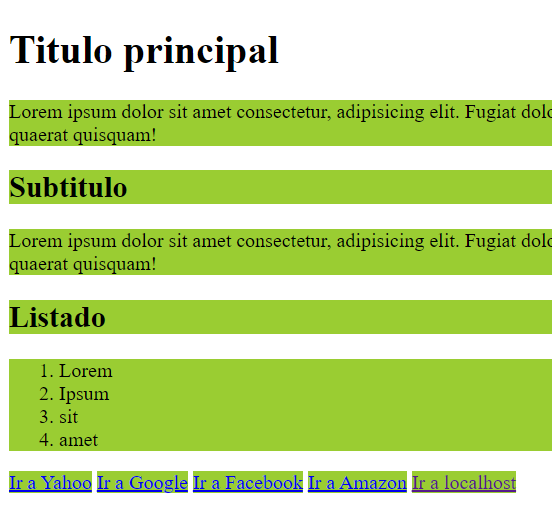 Titulo principal
Lorem ipsum dolor sit amet consectetur, adipisicing elit. Fugiat
quaerat quisquam!
Subtitulo
Lorem ipsum dolor sit amet consectetur, adipisicing elit. Fugiat
quaerat quisquam!
Listado
1. Lorem
2. Ipsum
3. sit
4. amet
Ir a Yahoo Ir a Google Ir a Facebook Ir a Amazon Ir a localhost